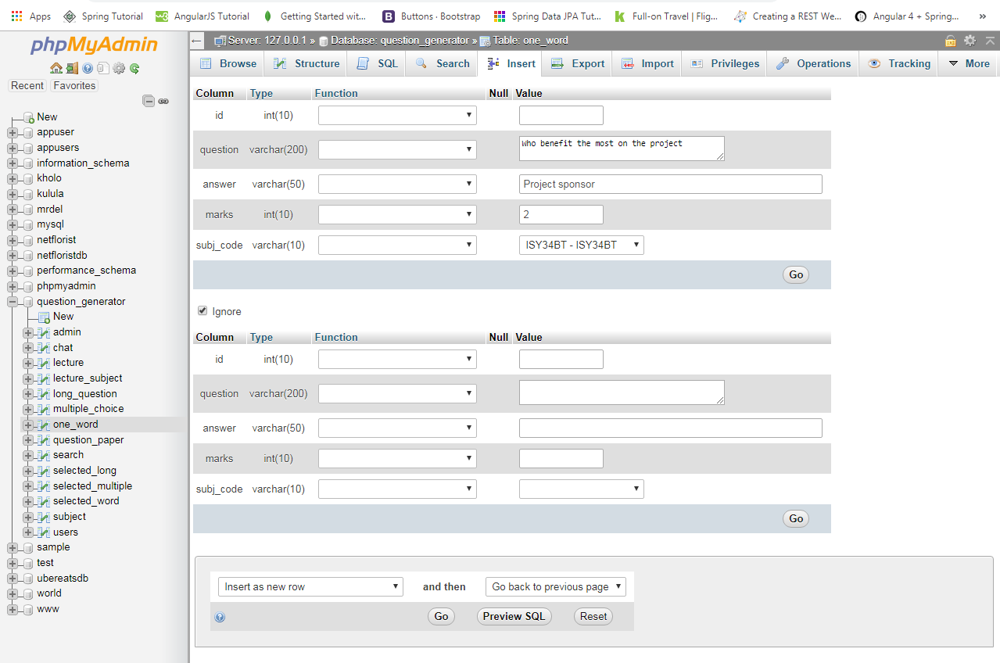 Apps Spring Tutorial AngularJS Tutorial Getting Started wit... Buttons · Bootstrap Spring Data JPA Tut... Full-on Travel | Flig... Creating a REST We... Angular 4 + Spring... »
phpMyAdmin
Recent Favorites
New
appuser
appusers
information_schema
kholo
kulula
mrdel
mysql
netflorist
netfloristdb
performance_schema
phpmyadmin
question_generator
New
admin
chat
lecture
lecture_subject
long_question
multiple_choice
one_word
question_paper
search
selected_long
selected_multiple
selected_word
subject
users
sample
test
ubereatsdb
world
www
Server: 127.0.0.1 » Database: question_generator » Table: one_word
Browse Structure SQL Search Insert Export Import Privileges Operations Tracking More
Column Type Function Null Value
id int(10)
question varchar(200) Who benefit the most on the project
answer varchar(50) Project sponsor
marks int(10) 2
subj_code varchar(10) ISY34BT - ISY34BT
Go
Ignore
Column Type Function Null Value
id int(10)
question varchar(200)
answer varchar(50)
marks int(10)
subj_code varchar(10)
Go
Insert as new row and then Go back to previous page
Go Preview SQL Reset